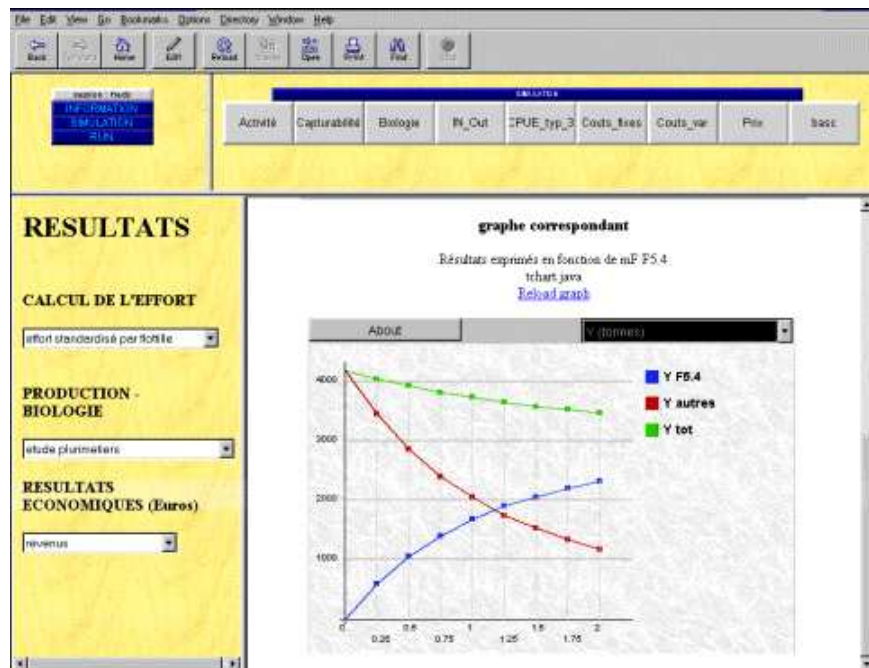 File Edit View Go Bookmarks Options Directory Window Help
Back Home Edit Reload Open Print Find
INFORMATION
SIMULATION
RUN
SIMULATION
Activité Capturabilité Biologie IN_Out CPUE_typ_3 Couts_fixes Couts_var Prix basc
RESULTATS
CALCUL DE L'EFFORT
effort standardisé par flottille
PRODUCTION -
BIOLOGIE
etude plurimetiers
RESULTATS
ECONOMIQUES (Euros)
revenus
graphe correspondant
Résultats exprimés en fonction de mF F5.4
tchart java
Reload graph
About Y (tonnes)
4000
3000
2000
1000
Y F5.4
Y autres
Y tot
0 0.5 1 1.5 2
0.25 0.75 1.25 1.75